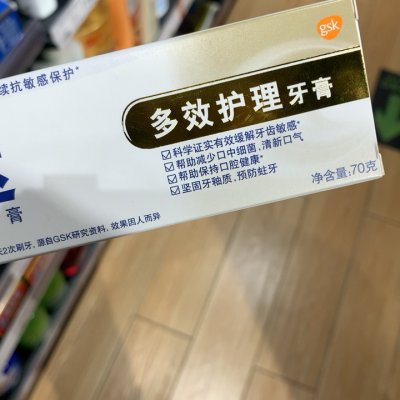 gsk
续抗敏感保护*
多效护理牙膏
☑科学证实有效缓解牙齿敏感*
☑帮助减少口中细菌,清新口气
☑帮助保持口腔健康*
☑坚固牙釉质,预防蛀牙
净含量:70克
膏
天2次刷牙, 源自GSK研究资料, 效果因人而异